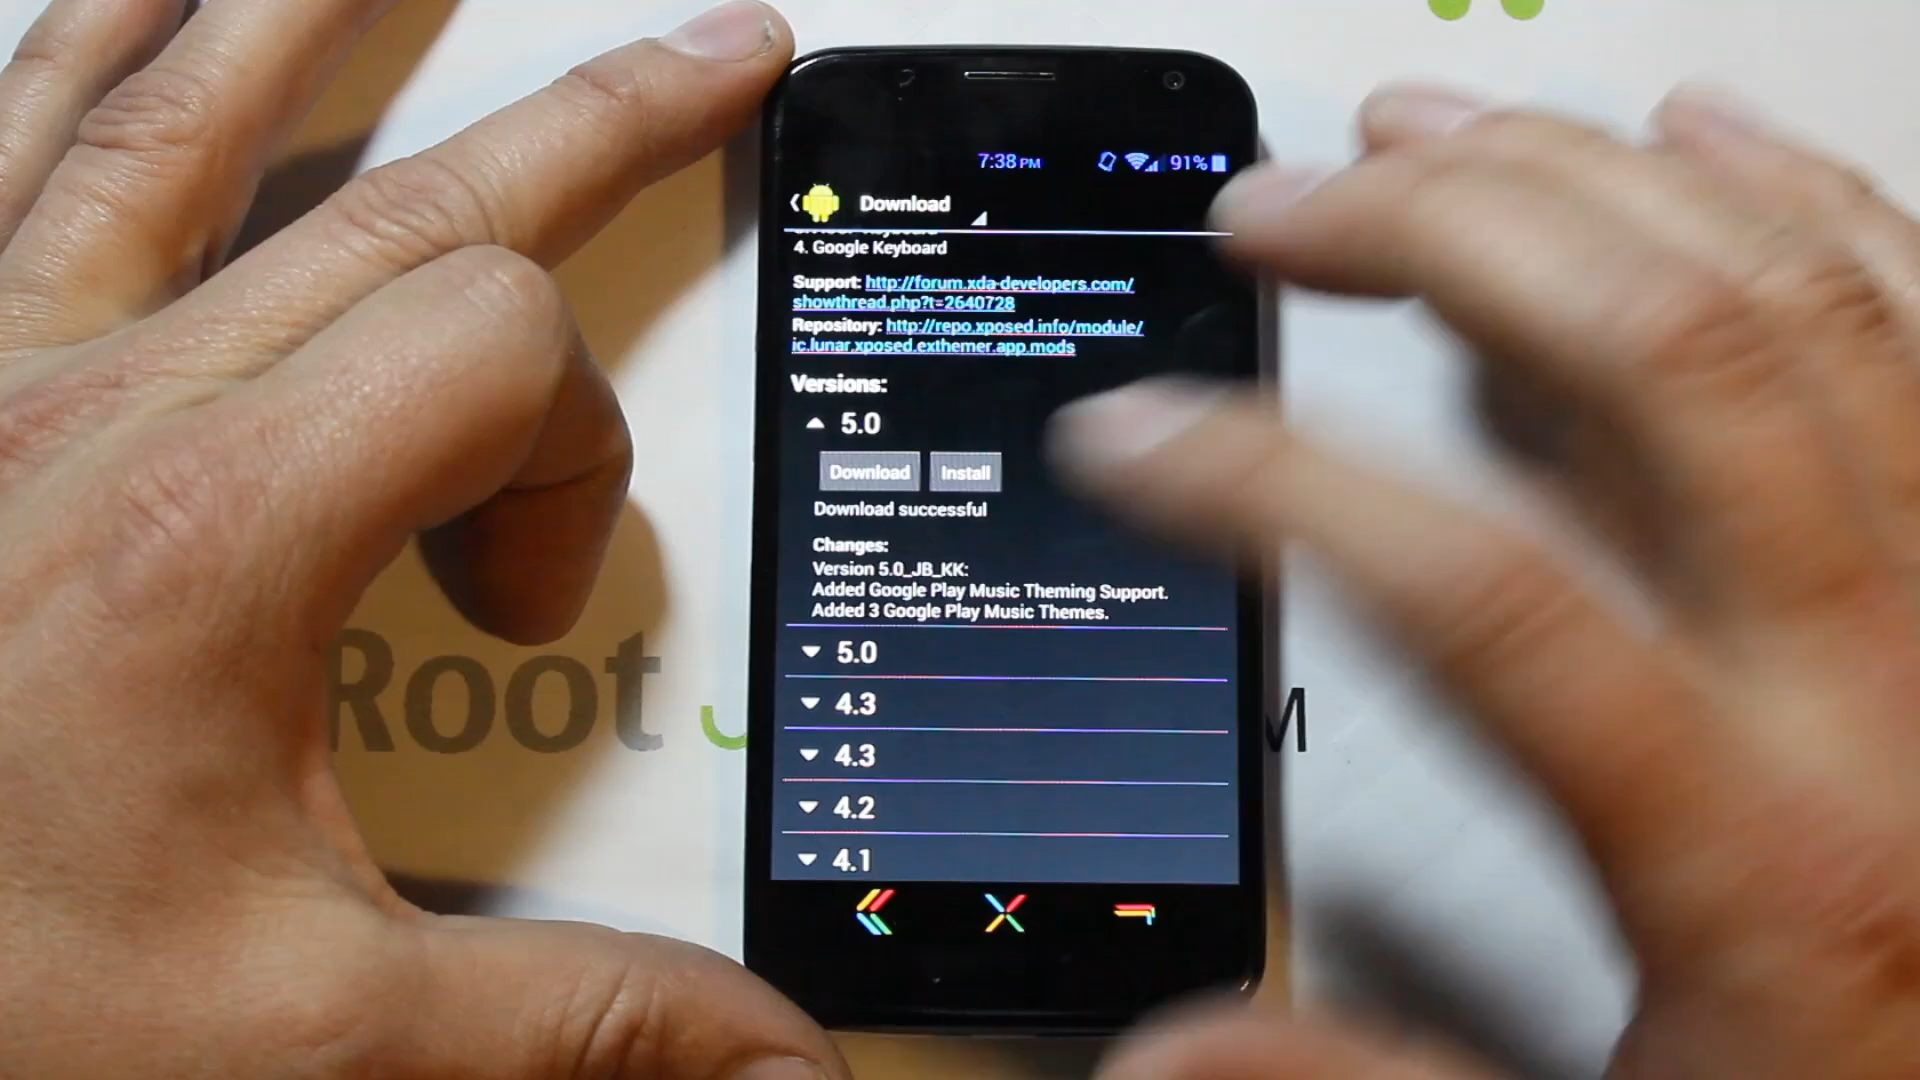 7:38 PM 91%
Download
4. Google Keyboard
Support: http://forum.xda-developers.com/
showthread.php?t=2640728
Repository: http://repo.xposed.info/module/
ic.lunar.xposed.exthemer.app.mods
Versions:
5.0
Download Install
Download successful
Changes:
Version 5.0_JB_KK:
Added Google Play Music Theming Support.
Added 3 Google Play Music Themes.
5.0
4.3
4.3
4.2
4.1
Root
M